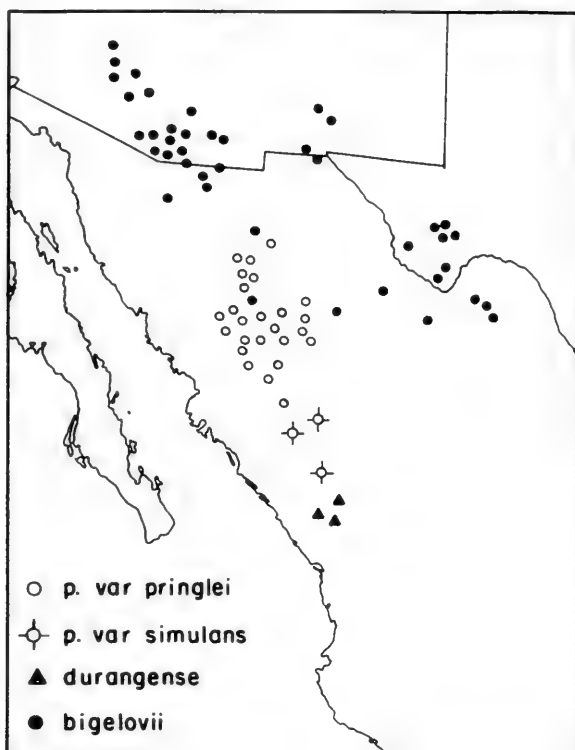 p. var pringlei
p. var simulans
durangense
bigelovii